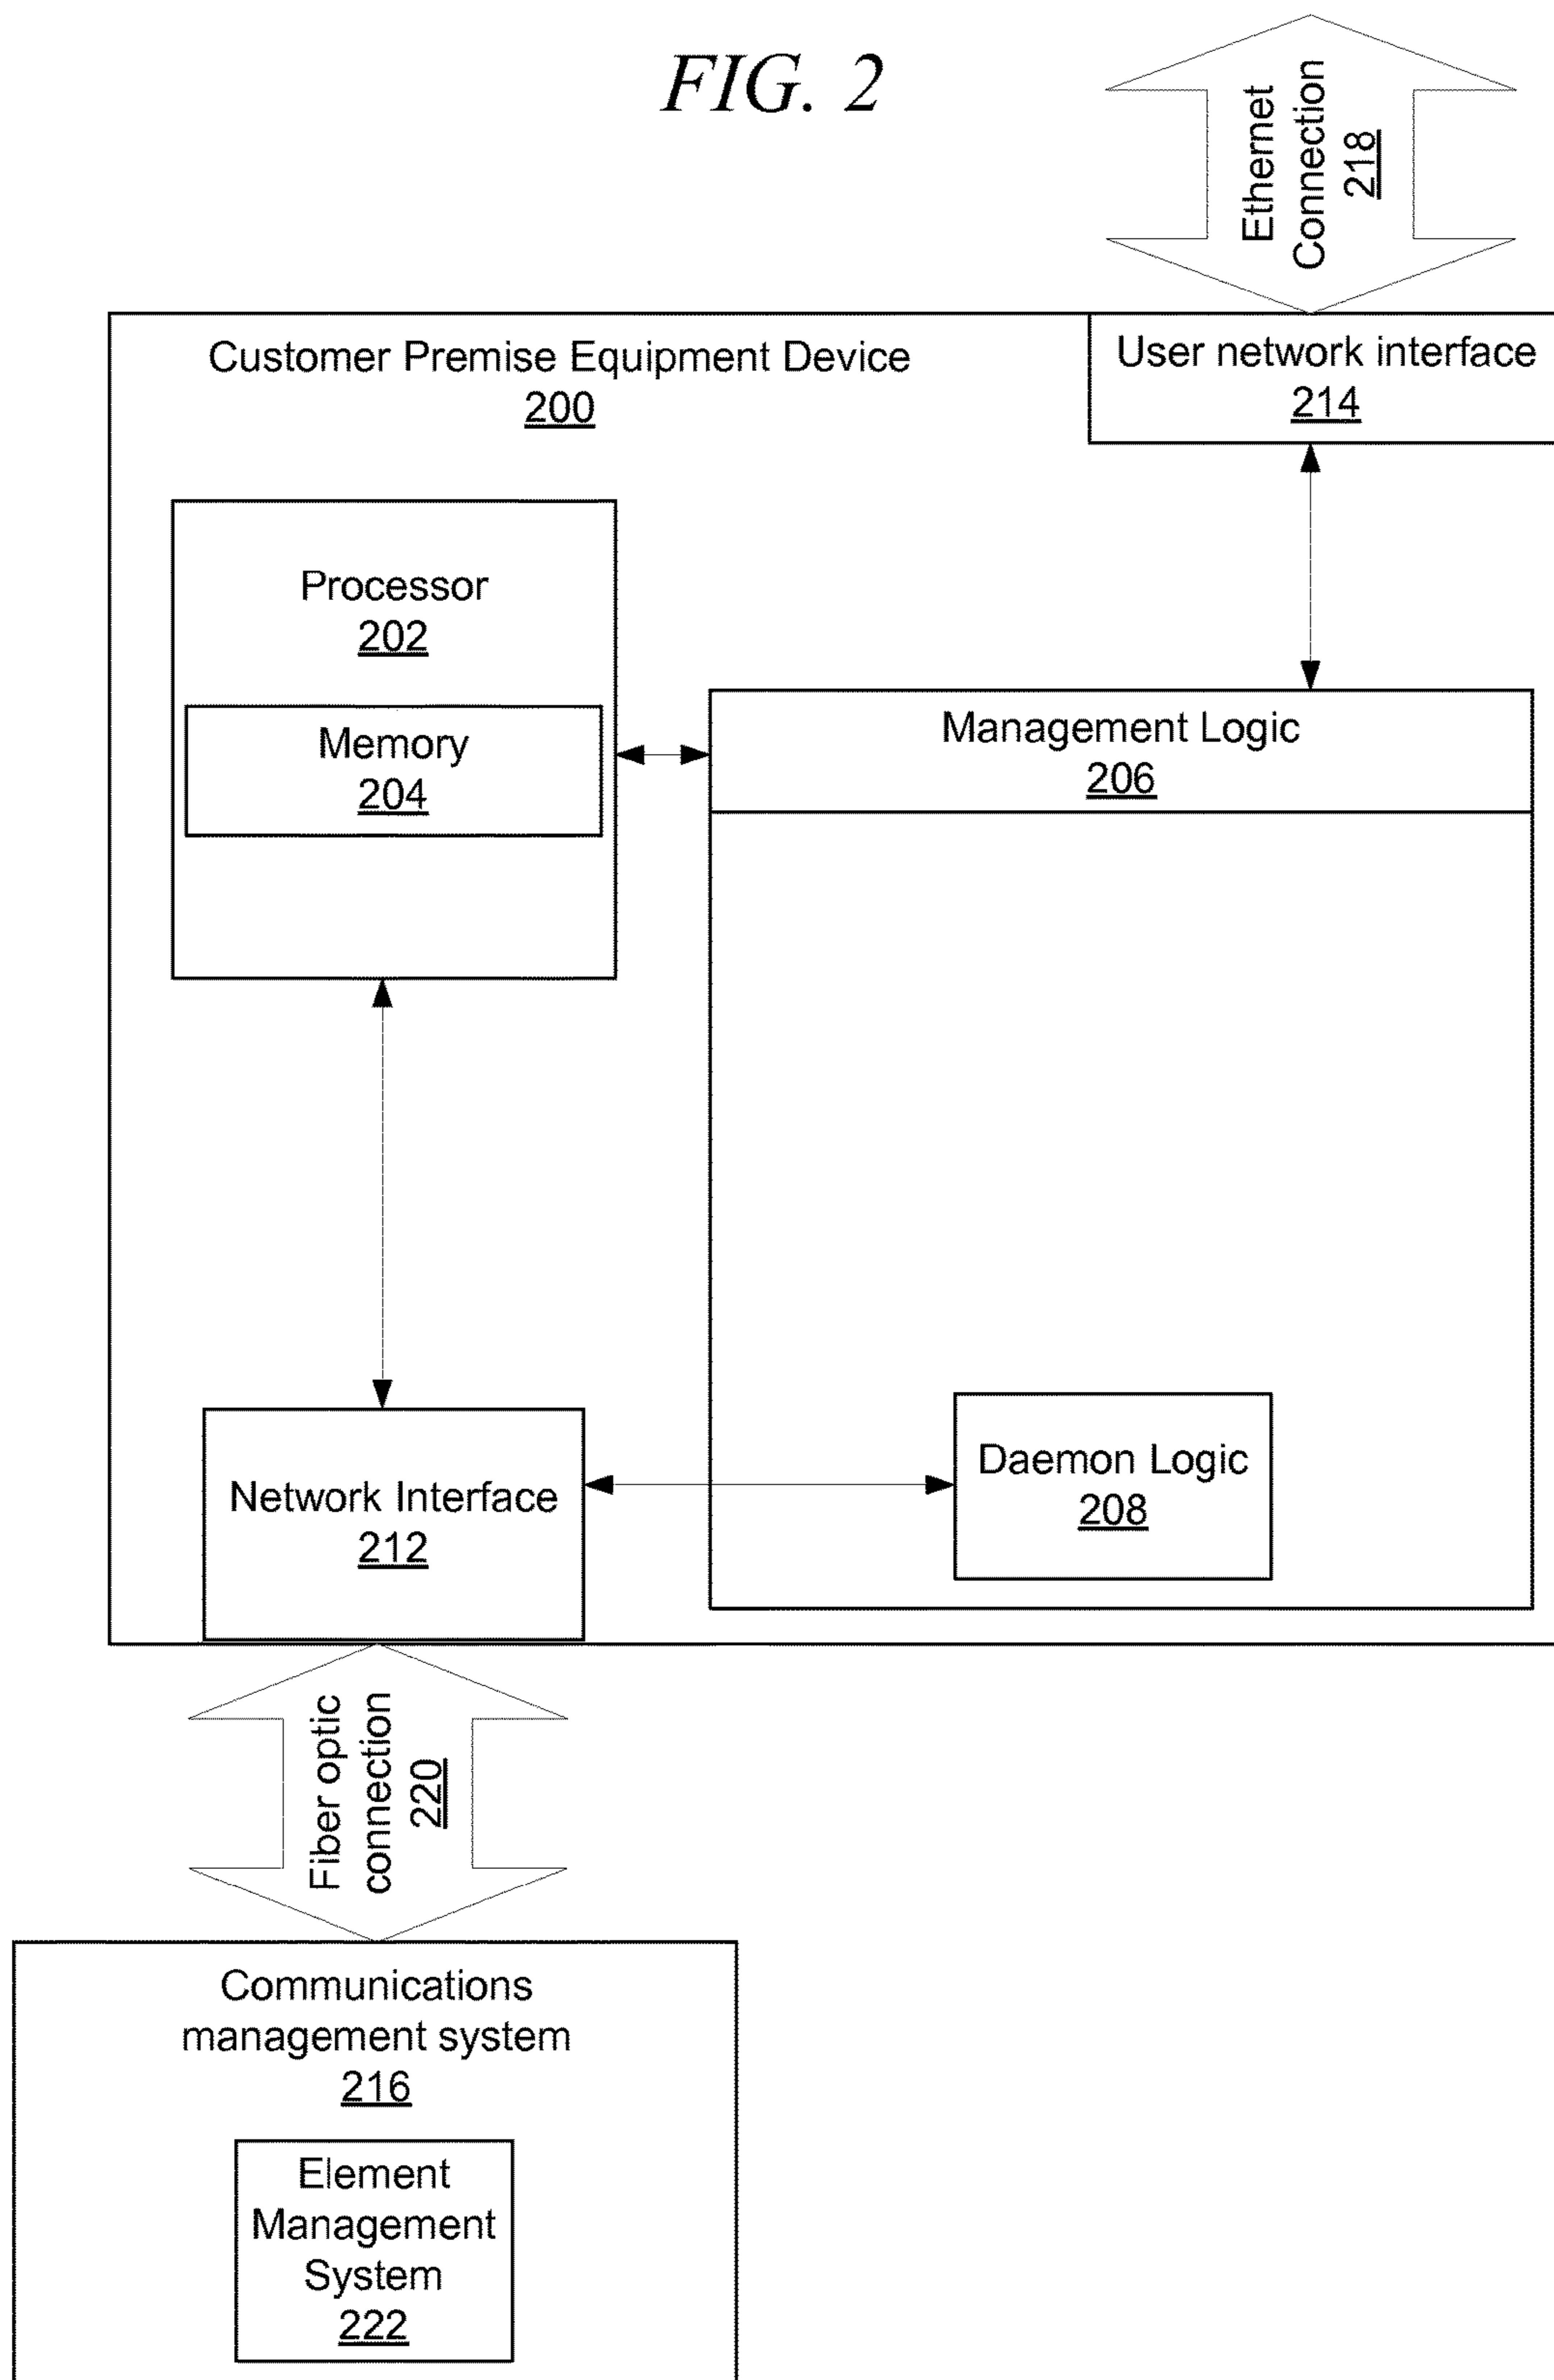 FIG. 2
Ethernet
Connection
218
Customer Premise Equipment Device
200
User network interface
214
Processor
202
Memory
204
Management Logic
206
Daemon Logic
208
Network Interface
212
Fiber optic
connection
220
Communications
management system
216
Element
Management
System
222